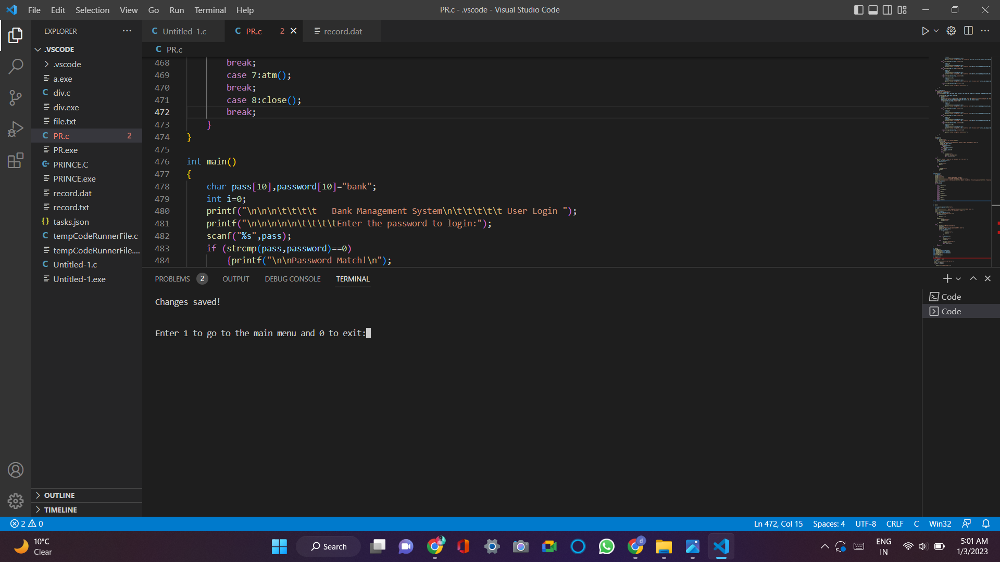 File Edit Selection View Go Run Terminal Help
PR.c - .vscode - Visual Studio Code
EXPLORER
.VSCODE
.vscode
a.exe
div.c
div.exe
file.txt
PR.c 2
PR.exe
PRINCE.C
PRINCE.exe
record.dat
record.txt
tasks.json
tempCodeRunnerFile.c
tempCodeRunnerFile....
Untitled-1.c
Untitled-1.exe
OUTLINE
TIMELINE
Untitled-1.c PR.c 2 record.dat
PR.c
468 break;
469 case 7:atm();
470 break;
471 case 8:close();
472 break;
473 }
474 }
475
476 int main()
477 {
478 char pass[10],password[10]="bank";
479 int i=0;
480 printf("\n\n\n\t\t\t\t   Bank Management System\n\t\t\t\t\t User Login ");
481 printf("\n\n\n\n\n\t\t\t\tEnter the password to login:");
482 scanf("%s",pass);
483 if (strcmp(pass,password)==0)
484 {printf("\n\nPassword Match!\n");
PROBLEMS 2 OUTPUT DEBUG CONSOLE TERMINAL
Changes saved!
Enter 1 to go to the main menu and 0 to exit:
Code
Code
2 0
Ln 472, Col 15 Spaces: 4 UTF-8 CRLF C Win32
10°C
Clear
Search
ENG
IN
5:01 AM
1/3/2023